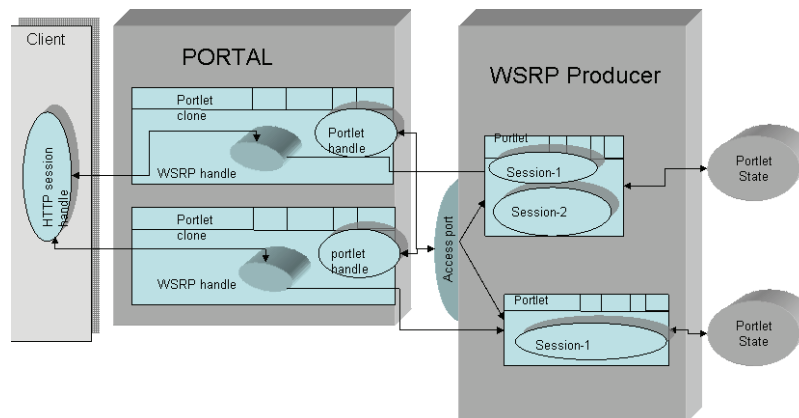 Client
HTTP session
handle
PORTAL
Portlet
clone
Portlet
handle
WSRP handle
Portlet
clone
portlet
handle
WSRP handle
Access port
WSRP Producer
Portlet
Session-1
Session-2
Portlet
Session-1
Portlet
State
Portlet
State